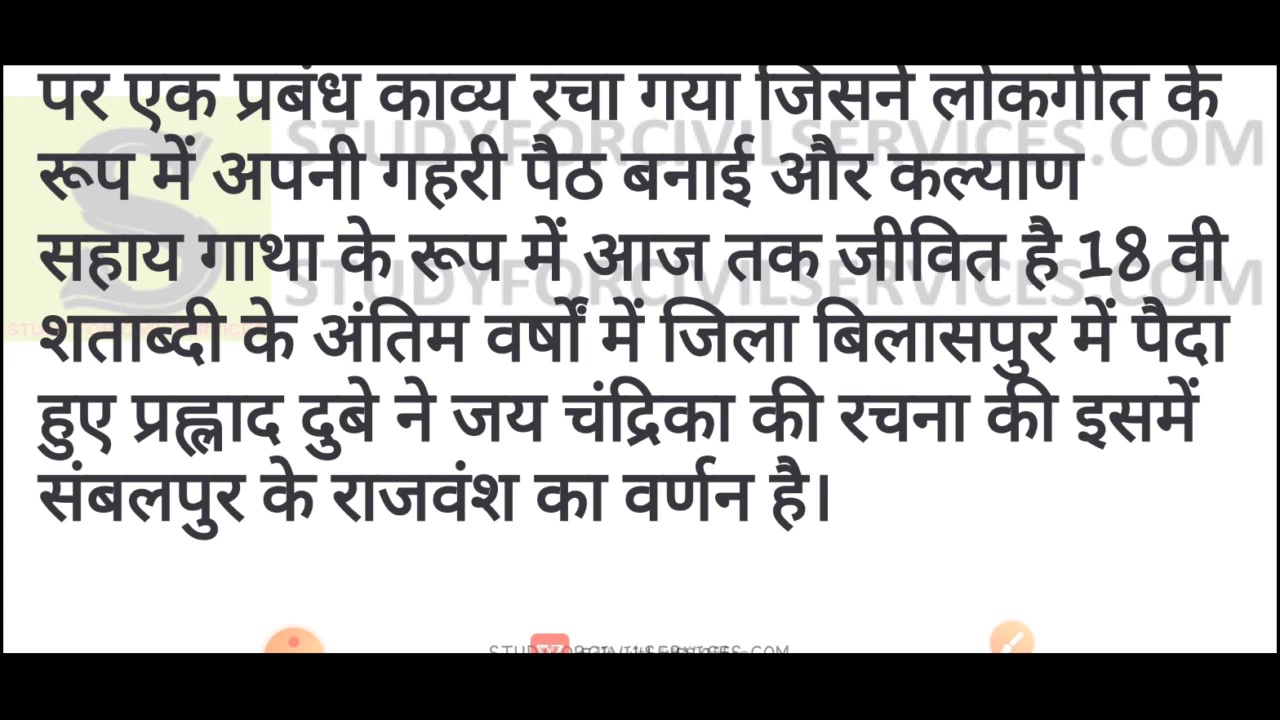 पर एक प्रबंध काव्य रचा गया जिसने लोकगीत के
STUDYFORCIVILSERVICES.COM
रूप में अपनी गहरी पैठ बनाई और कल्याण
सहाय गाथा के रूप में आज तक जीवित है 18 वी
STUDYFORCIVILSERVICES.COM
शताब्दी के अंतिम वर्षों में जिला बिलासपुर में पैदा
हुए प्रह्लाद दुबे ने जय चंद्रिका की रचना की इसमें
संबलपुर के राजवंश का वर्णन है।